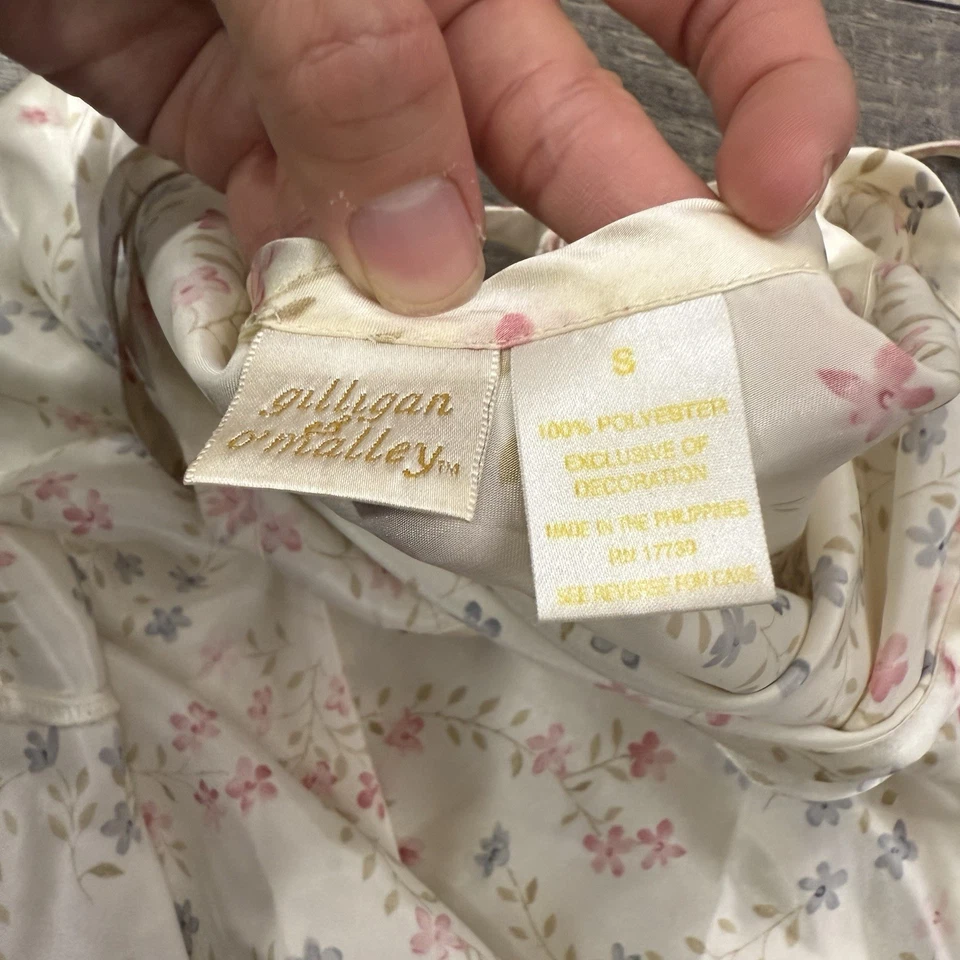 gilligan
&
o'malley™
S
100% POLYESTER
EXCLUSIVE OF
DECORATION
MADE IN THE PHILIPPINES
RN 17730
SEE REVERSE FOR CARE